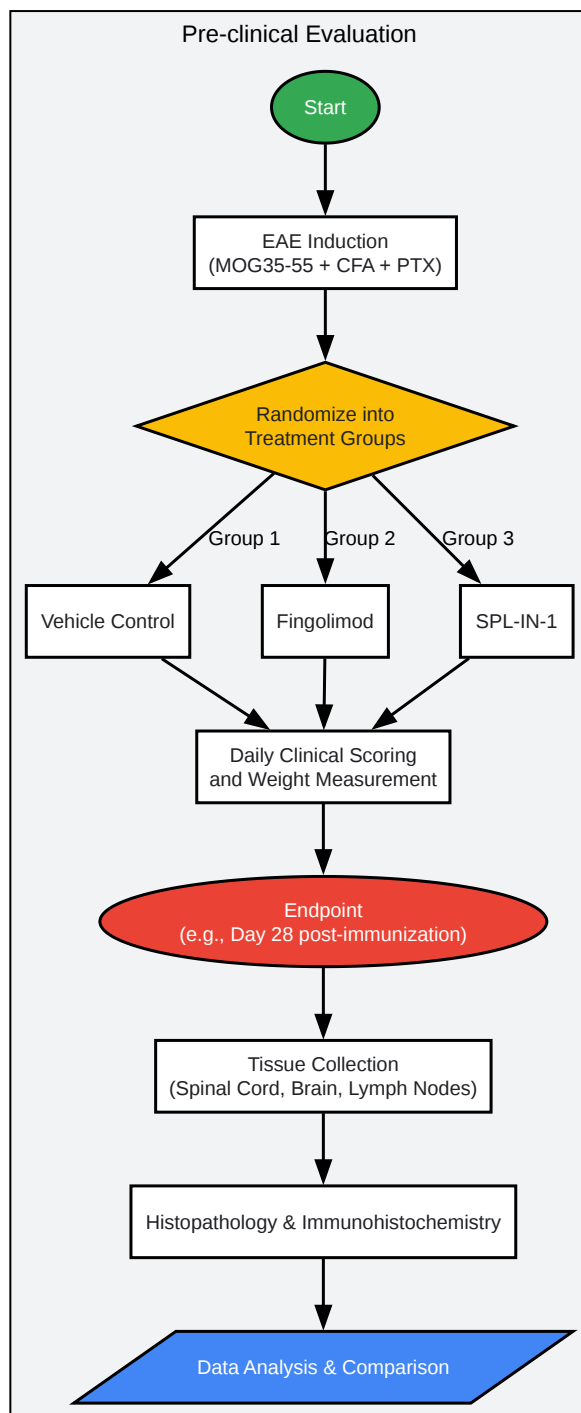 Pre-clinical Evaluation
Start
EAE Induction
(MOG35-55 + CFA + PTX)
Randomize into
Treatment Groups
Group 1
Group 2
Group 3
Vehicle Control
Fingolimod
SPL-IN-1
Daily Clinical Scoring
and Weight Measurement
Endpoint
(e.g., Day 28 post-immunization)
Tissue Collection
(Spinal Cord, Brain, Lymph Nodes)
Histopathology & Immunohistochemistry
Data Analysis & Comparison